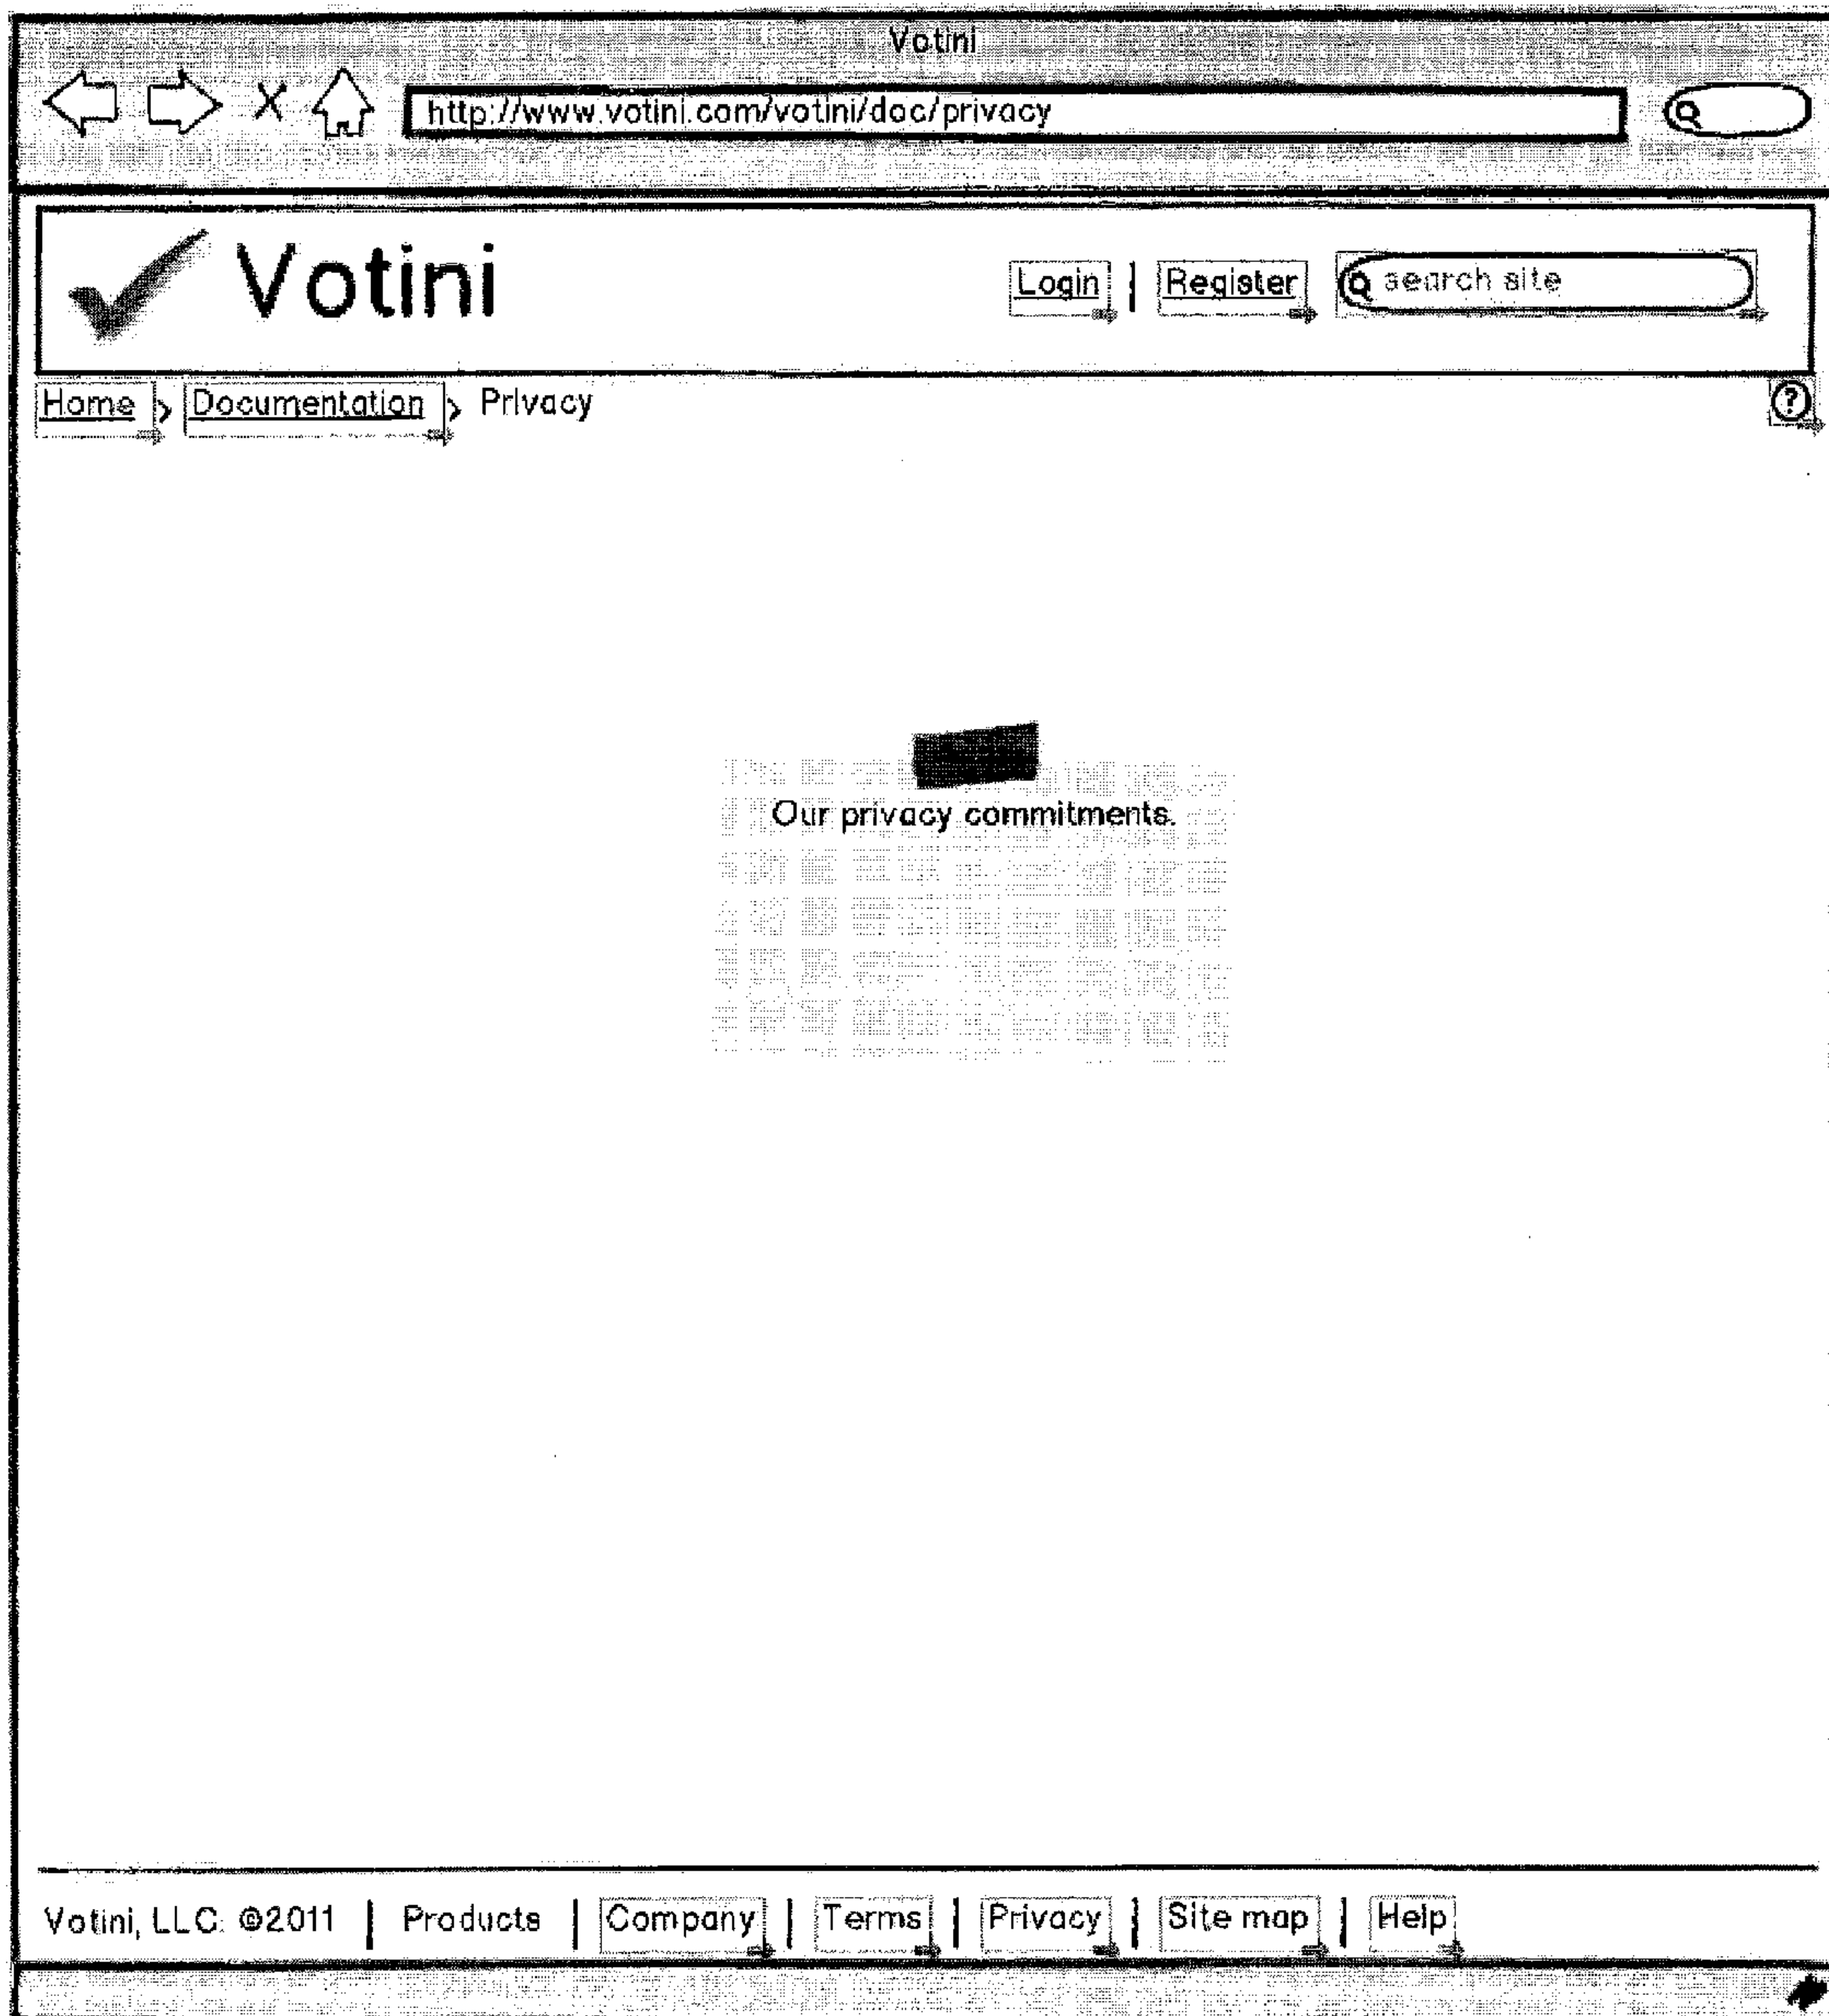 Votini
X http://www.votini.com/votini/doc/privacy
Votini Login | Register search site
Home > Documentation > Privacy ?
Our privacy commitments.
Votini, LLC. ©2011 | Products | Company | Terms | Privacy | Site map | Help